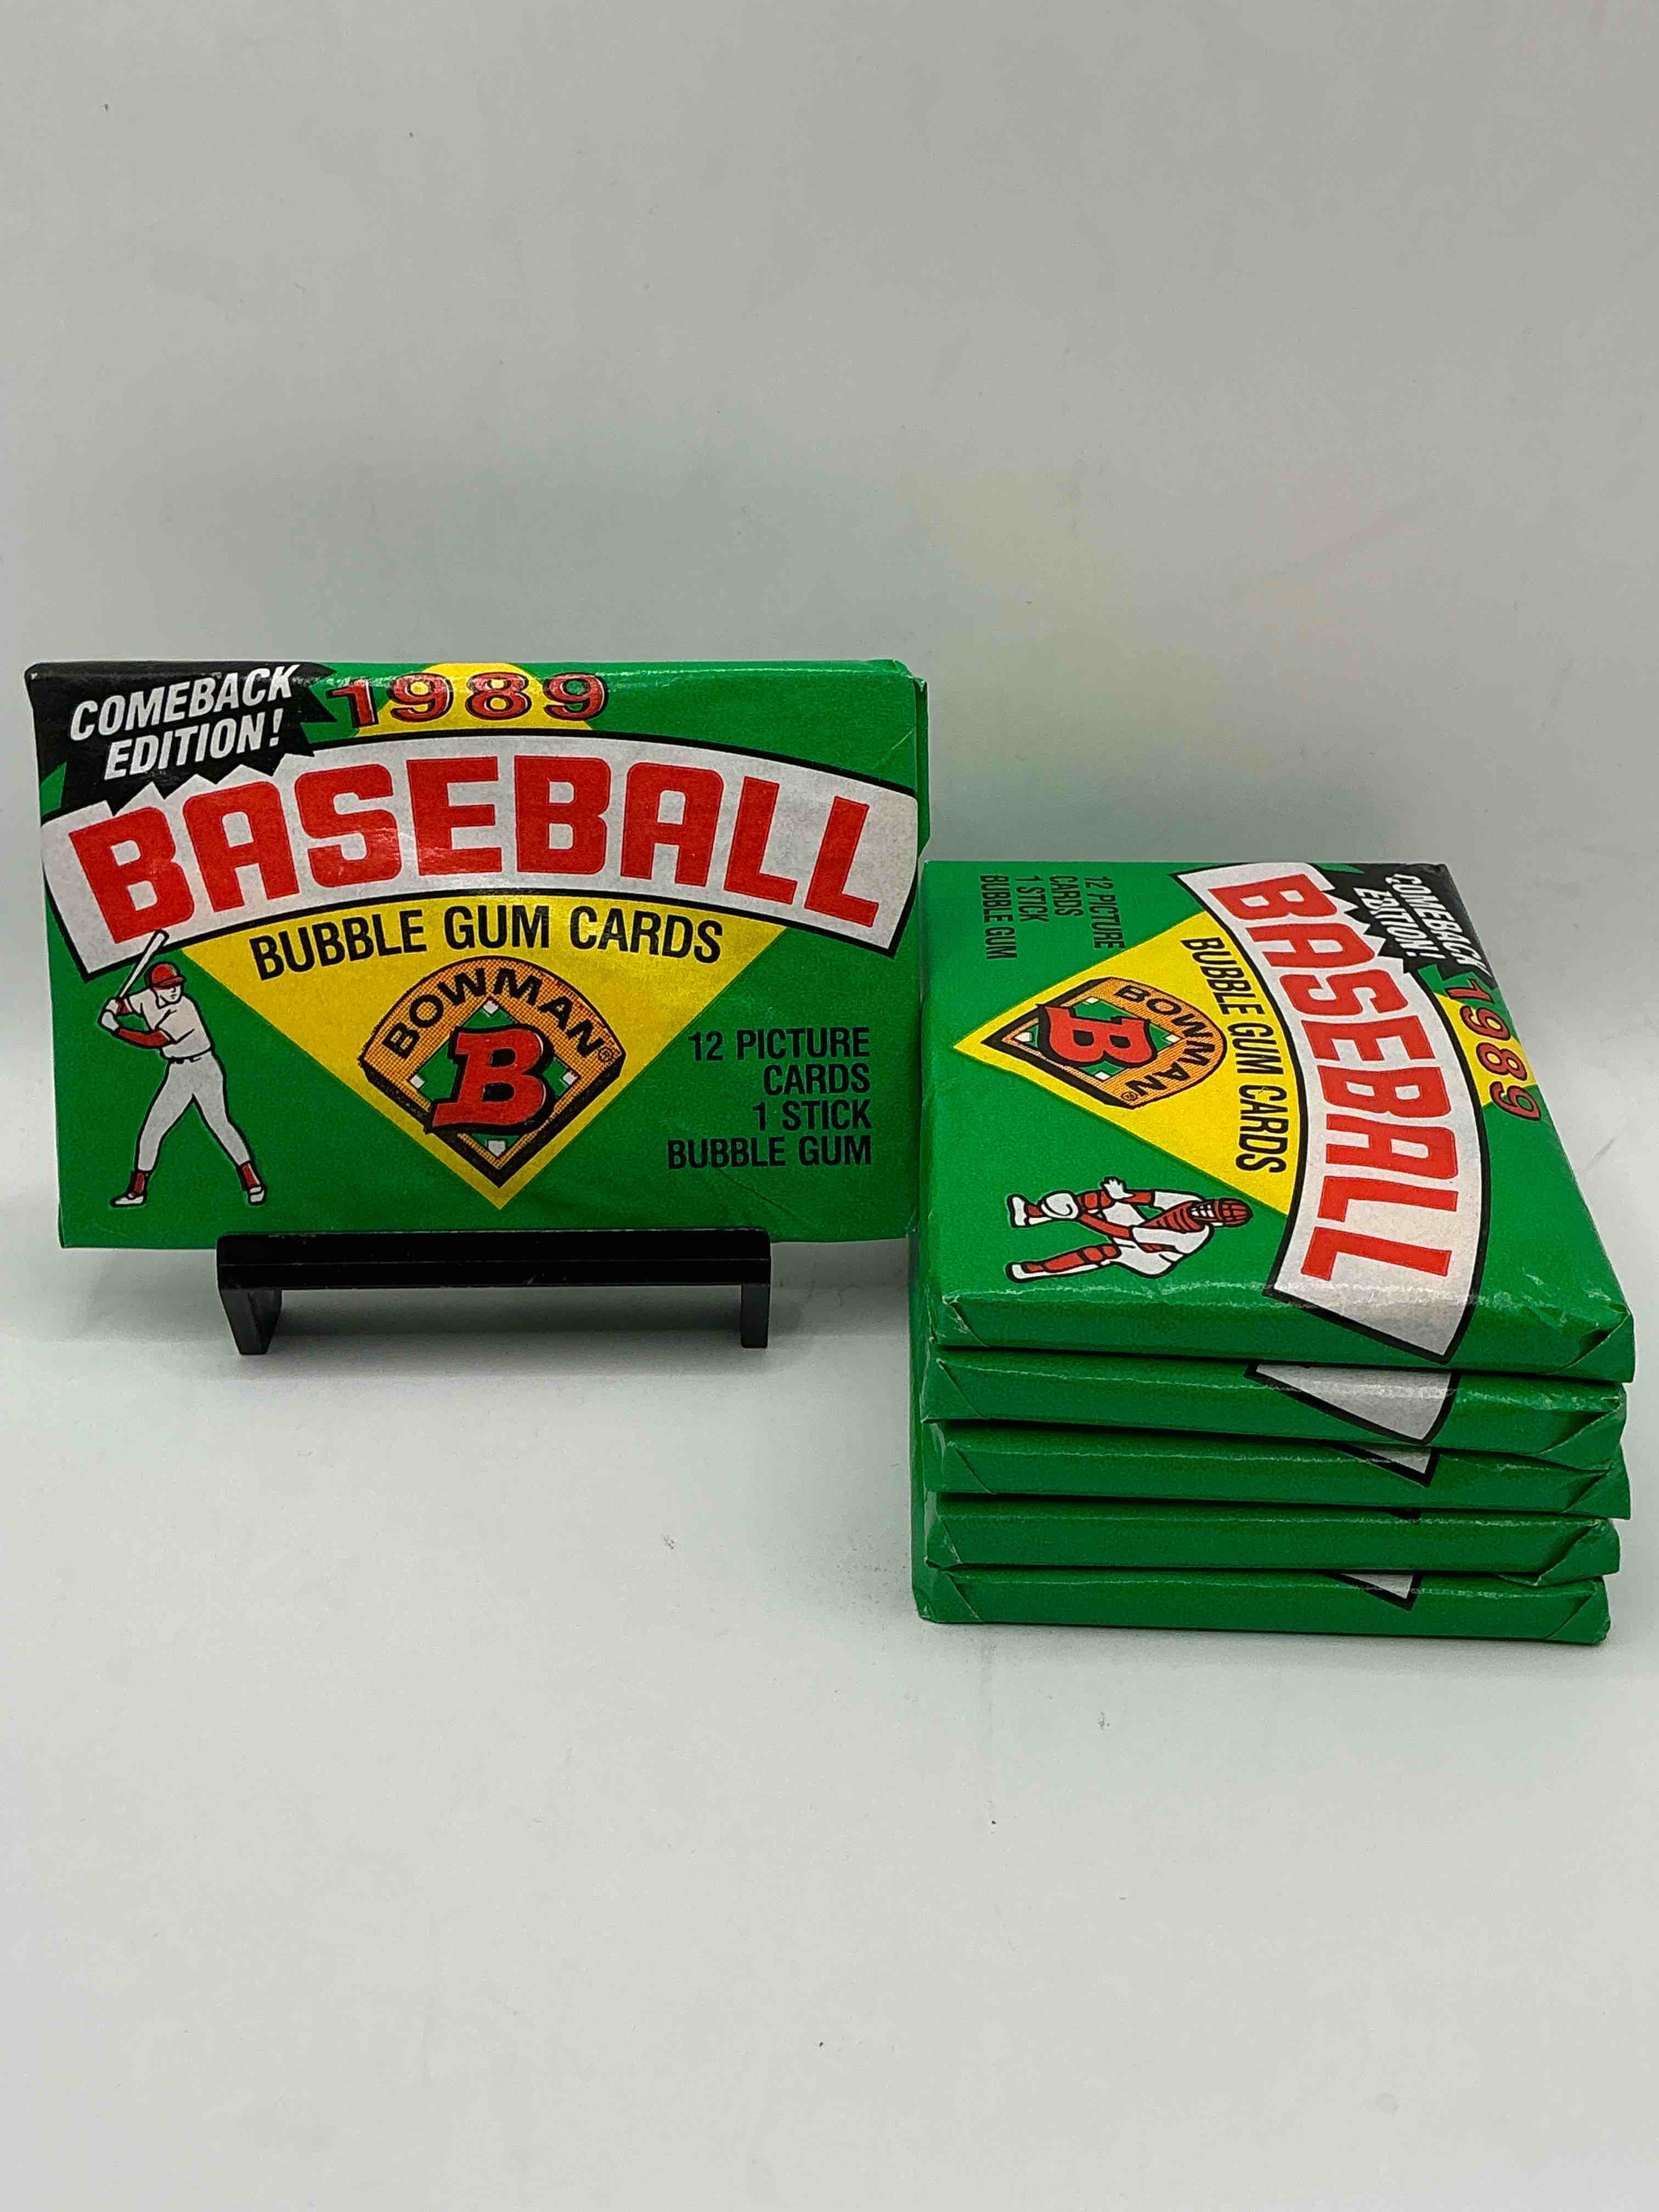 COMEBACK
EDITION!
1989
BASEBALL
BUBBLE GUM CARDS
BOWMAN®
B
12 PICTURE
CARDS
1 STICK
BUBBLE GUM
COMEBACK
EDITION!
1989
BASEBALL
BUBBLE GUM CARDS
BOWMAN®
B
12 PICTURE
CARDS
1 STICK
BUBBLE GUM